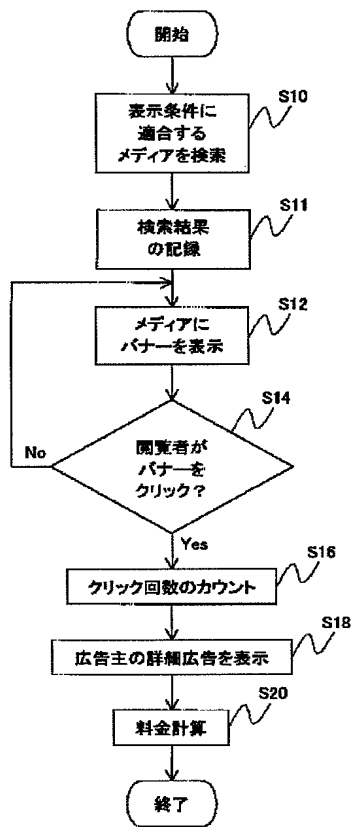 開始
S10
表示条件に
適合する
メディアを検索
S11
検索結果
の記録
S12
メディアに
バナーを表示
S14
閲覧者が
バナーを
クリック?
No
Yes
S16
クリック回数のカウント
S18
広告主の詳細広告を表示
S20
料金計算
終了